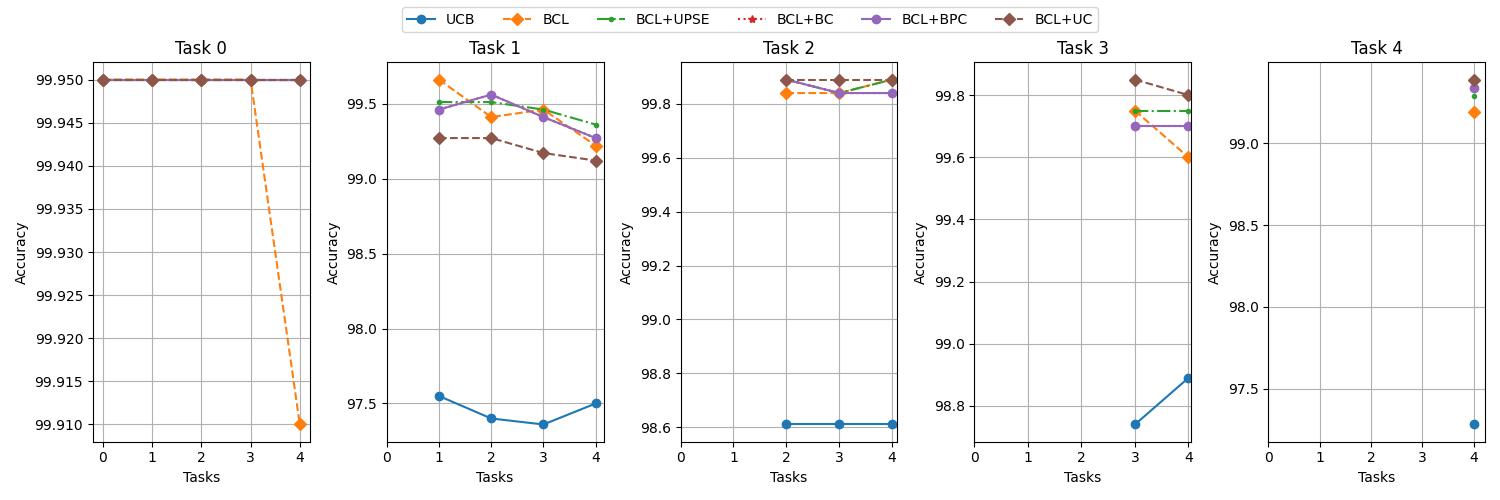 UCB BCL BCL+UPSE BCL+BC BCL+BPC BCL+UC
Task 0
99.950
99.945
99.940
99.935
99.930
99.925
99.920
99.915
99.910
Accuracy
0 1 2 3 4
Tasks
Task 1
99.5
99.0
98.5
98.0
97.5
Accuracy
0 1 2 3 4
Tasks
Task 2
99.8
99.6
99.4
99.2
99.0
98.8
98.6
Accuracy
0 1 2 3 4
Tasks
Task 3
99.8
99.6
99.4
99.2
99.0
98.8
Accuracy
0 1 2 3 4
Tasks
Task 4
99.0
98.5
98.0
97.5
Accuracy
0 1 2 3 4
Tasks